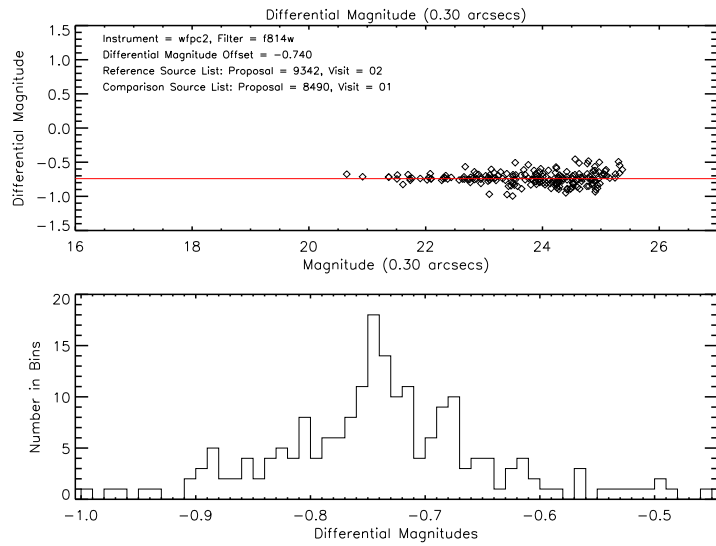 Differential Magnitude (0.30 arcsecs)
Instrument = wfpc2, Filter = f814w
Differential Magnitude Offset = −0.740
Reference Source List: Proposal = 9342, Visit = 02
Comparison Source List: Proposal = 8490, Visit = 01
Differential Magnitude
1.5
1.0
0.5
0.0
−0.5
−1.0
−1.5
16 18 20 22 24 26
Magnitude (0.30 arcsecs)
Number in Bins
20
15
10
5
0
−1.0 −0.9 −0.8 −0.7 −0.6 −0.5
Differential Magnitudes